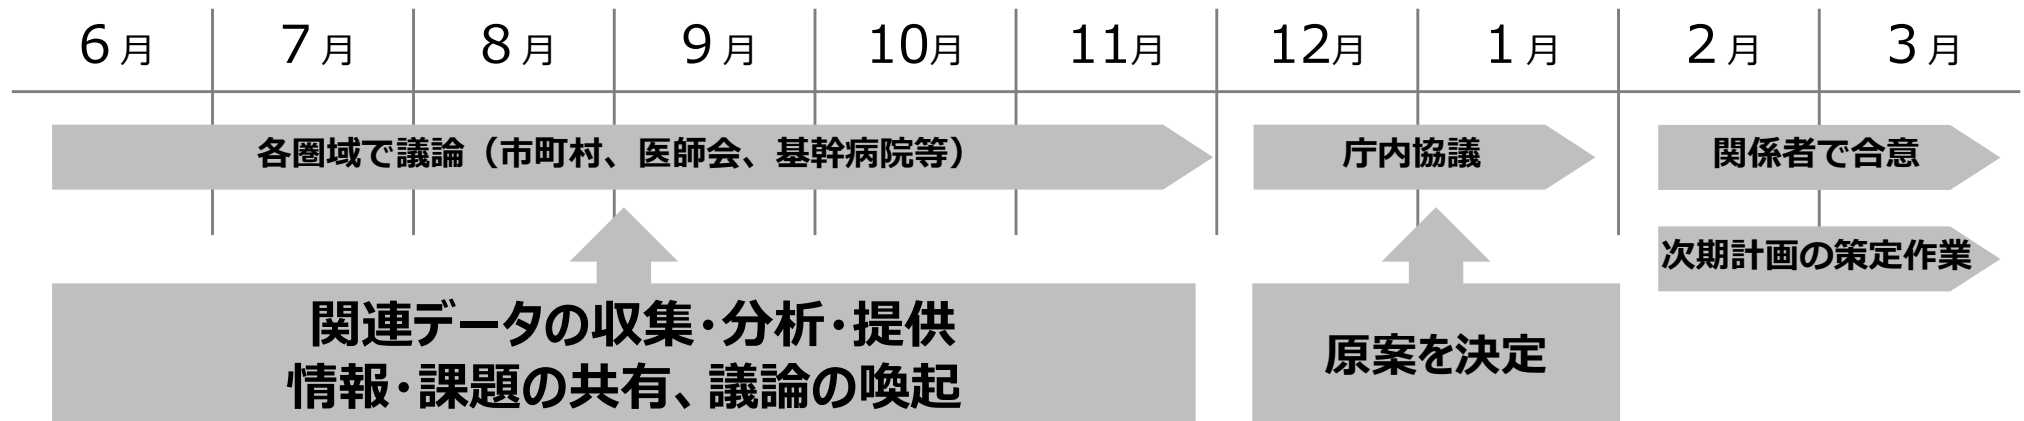 6月 7月 8月 9月 10月 11月 12月 1月 2月 3月
各圏域で議論（市町村、医師会、基幹病院等） 庁内協議 関係者で合意
次期計画の策定作業
関連データの収集・分析・提供
情報・課題の共有、議論の喚起
原案を決定